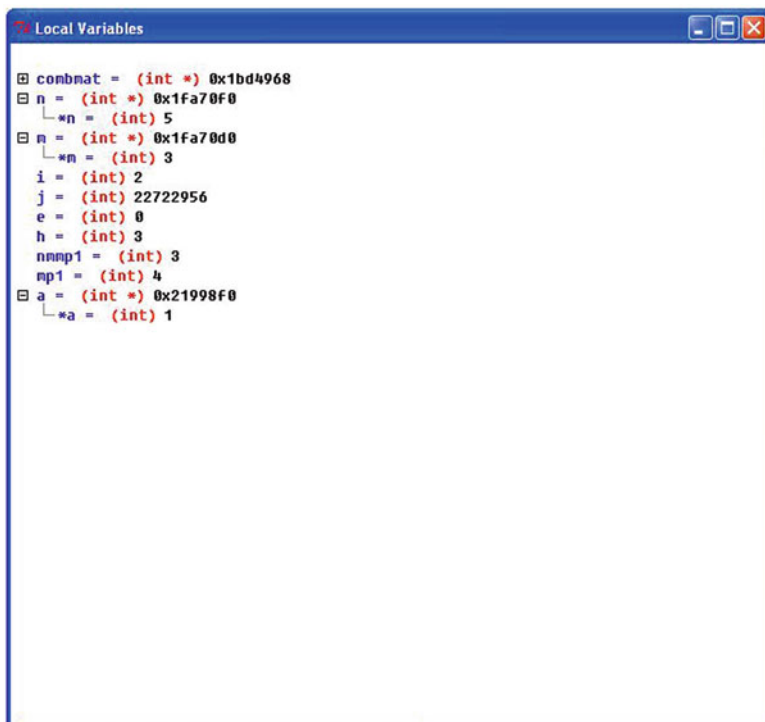 Local Variables
combmat = (int *) 0x1bd4968
n = (int *) 0x1fa70f0
*n = (int) 5
m = (int *) 0x1fa70d0
*m = (int) 3
i = (int) 2
j = (int) 22722956
e = (int) 0
h = (int) 3
nmmp1 = (int) 3
mp1 = (int) 4
a = (int *) 0x21998f0
*a = (int) 1